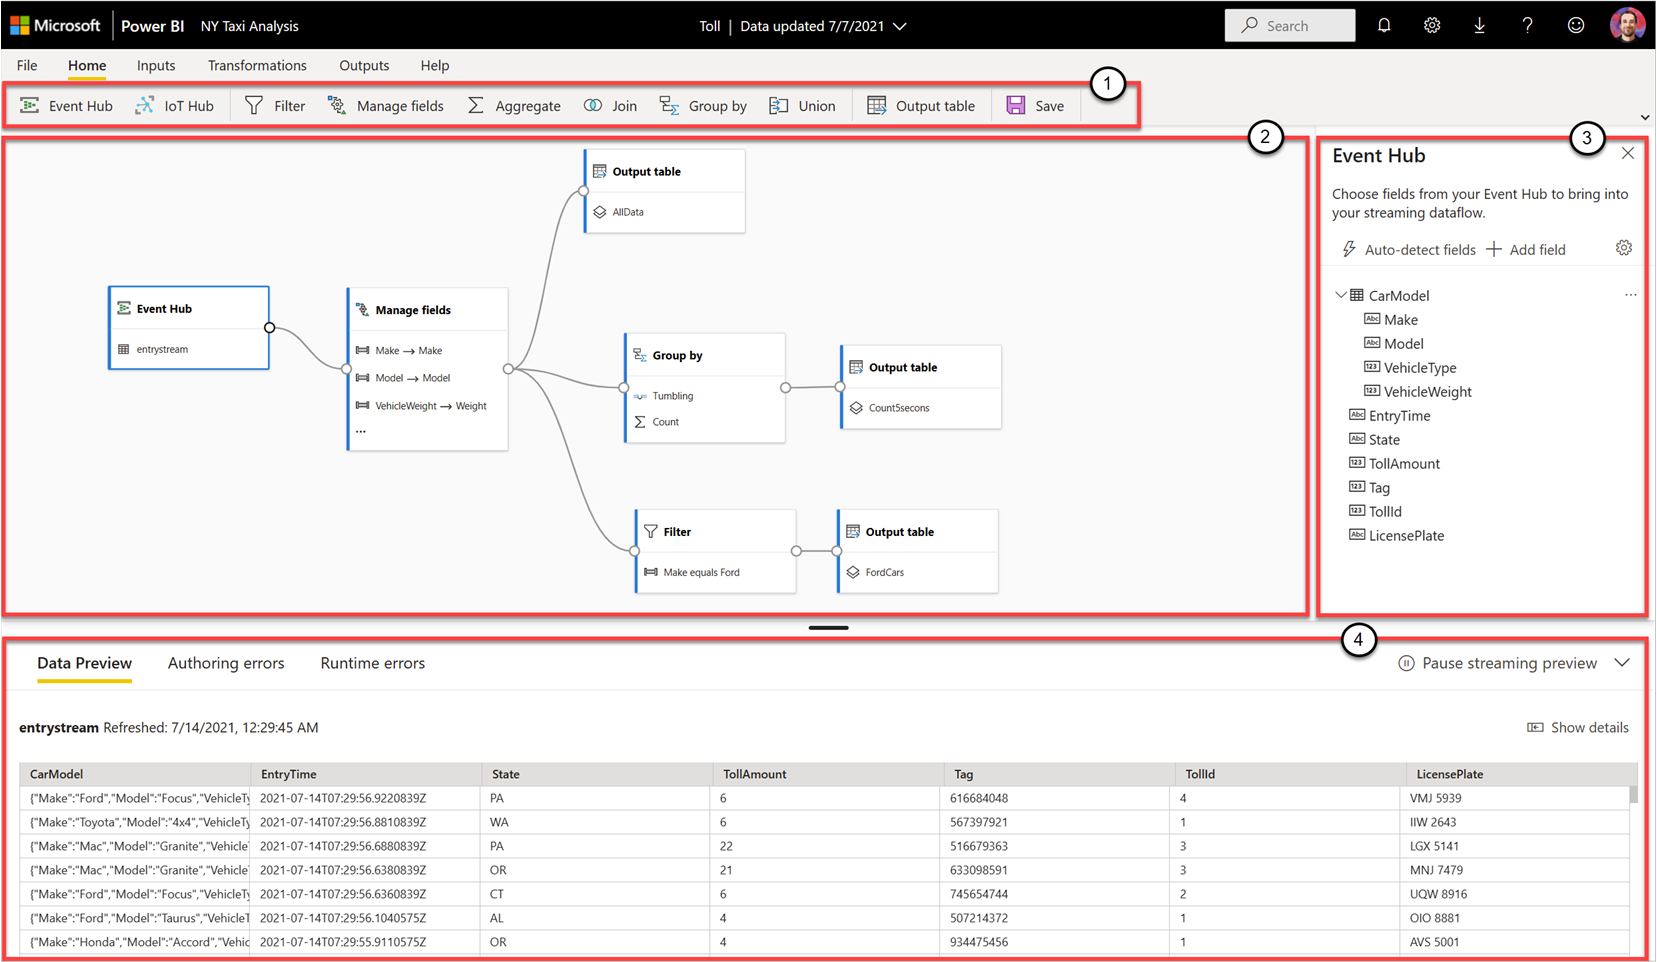 Microsoft Power BI NY Taxi Analysis Toll | Data updated 7/7/2021 Search
File Home Inputs Transformations Outputs Help
1
Event Hub IoT Hub Filter Manage fields Aggregate Join Group by Union Output table Save
2
Output table
AllData
Event Hub
entrystream
Manage fields
Make → Make
Model → Model
VehicleWeight → Weight
...
Group by
Tumbling
Count
Output table
Count5secons
Filter
Make equals Ford
Output table
FordCars
3
Event Hub
Choose fields from your Event Hub to bring into
your streaming dataflow.
Auto-detect fields + Add field
CarModel ...
Abc Make
Abc Model
123 VehicleType
123 VehicleWeight
Abc EntryTime
Abc State
123 TollAmount
123 Tag
123 TollId
Abc LicensePlate
4
Data Preview Authoring errors Runtime errors Pause streaming preview
entrystream Refreshed: 7/14/2021, 12:29:45 AM Show details
CarModel EntryTime State TollAmount Tag TollId LicensePlate
{"Make":"Ford","Model":"Focus","VehicleTy 2021-07-14T07:29:56.9220839Z PA 6 616684048 4 VMJ 5939
{"Make":"Toyota","Model":"4x4","VehicleTy 2021-07-14T07:29:56.8810839Z WA 6 567397921 1 IIW 2643
{"Make":"Mac","Model":"Granite","Vehicle 2021-07-14T07:29:56.6880839Z PA 22 516679363 3 LGX 5141
{"Make":"Mac","Model":"Granite","Vehicle 2021-07-14T07:29:56.6380839Z OR 21 633098591 3 MNJ 7479
{"Make":"Ford","Model":"Focus","VehicleTy 2021-07-14T07:29:56.6360839Z CT 6 745654744 2 UQW 8916
{"Make":"Ford","Model":"Taurus","VehicleT 2021-07-14T07:29:56.1040575Z AL 4 507214372 1 OIO 8881
{"Make":"Honda","Model":"Accord","Vehic 2021-07-14T07:29:55.9110575Z OR 4 934475456 1 AVS 5001